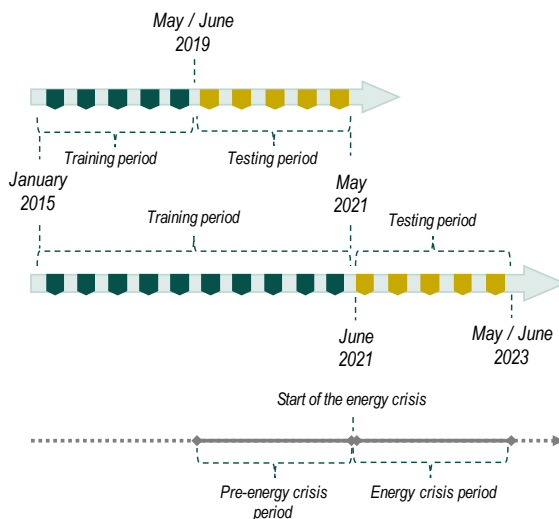 May / June
2019
Training period
Testing period
January
2015
May
2021
Training period
Testing period
June
2021
May / June
2023
Start of the energy crisis
Pre-energy crisis
period
Energy crisis period